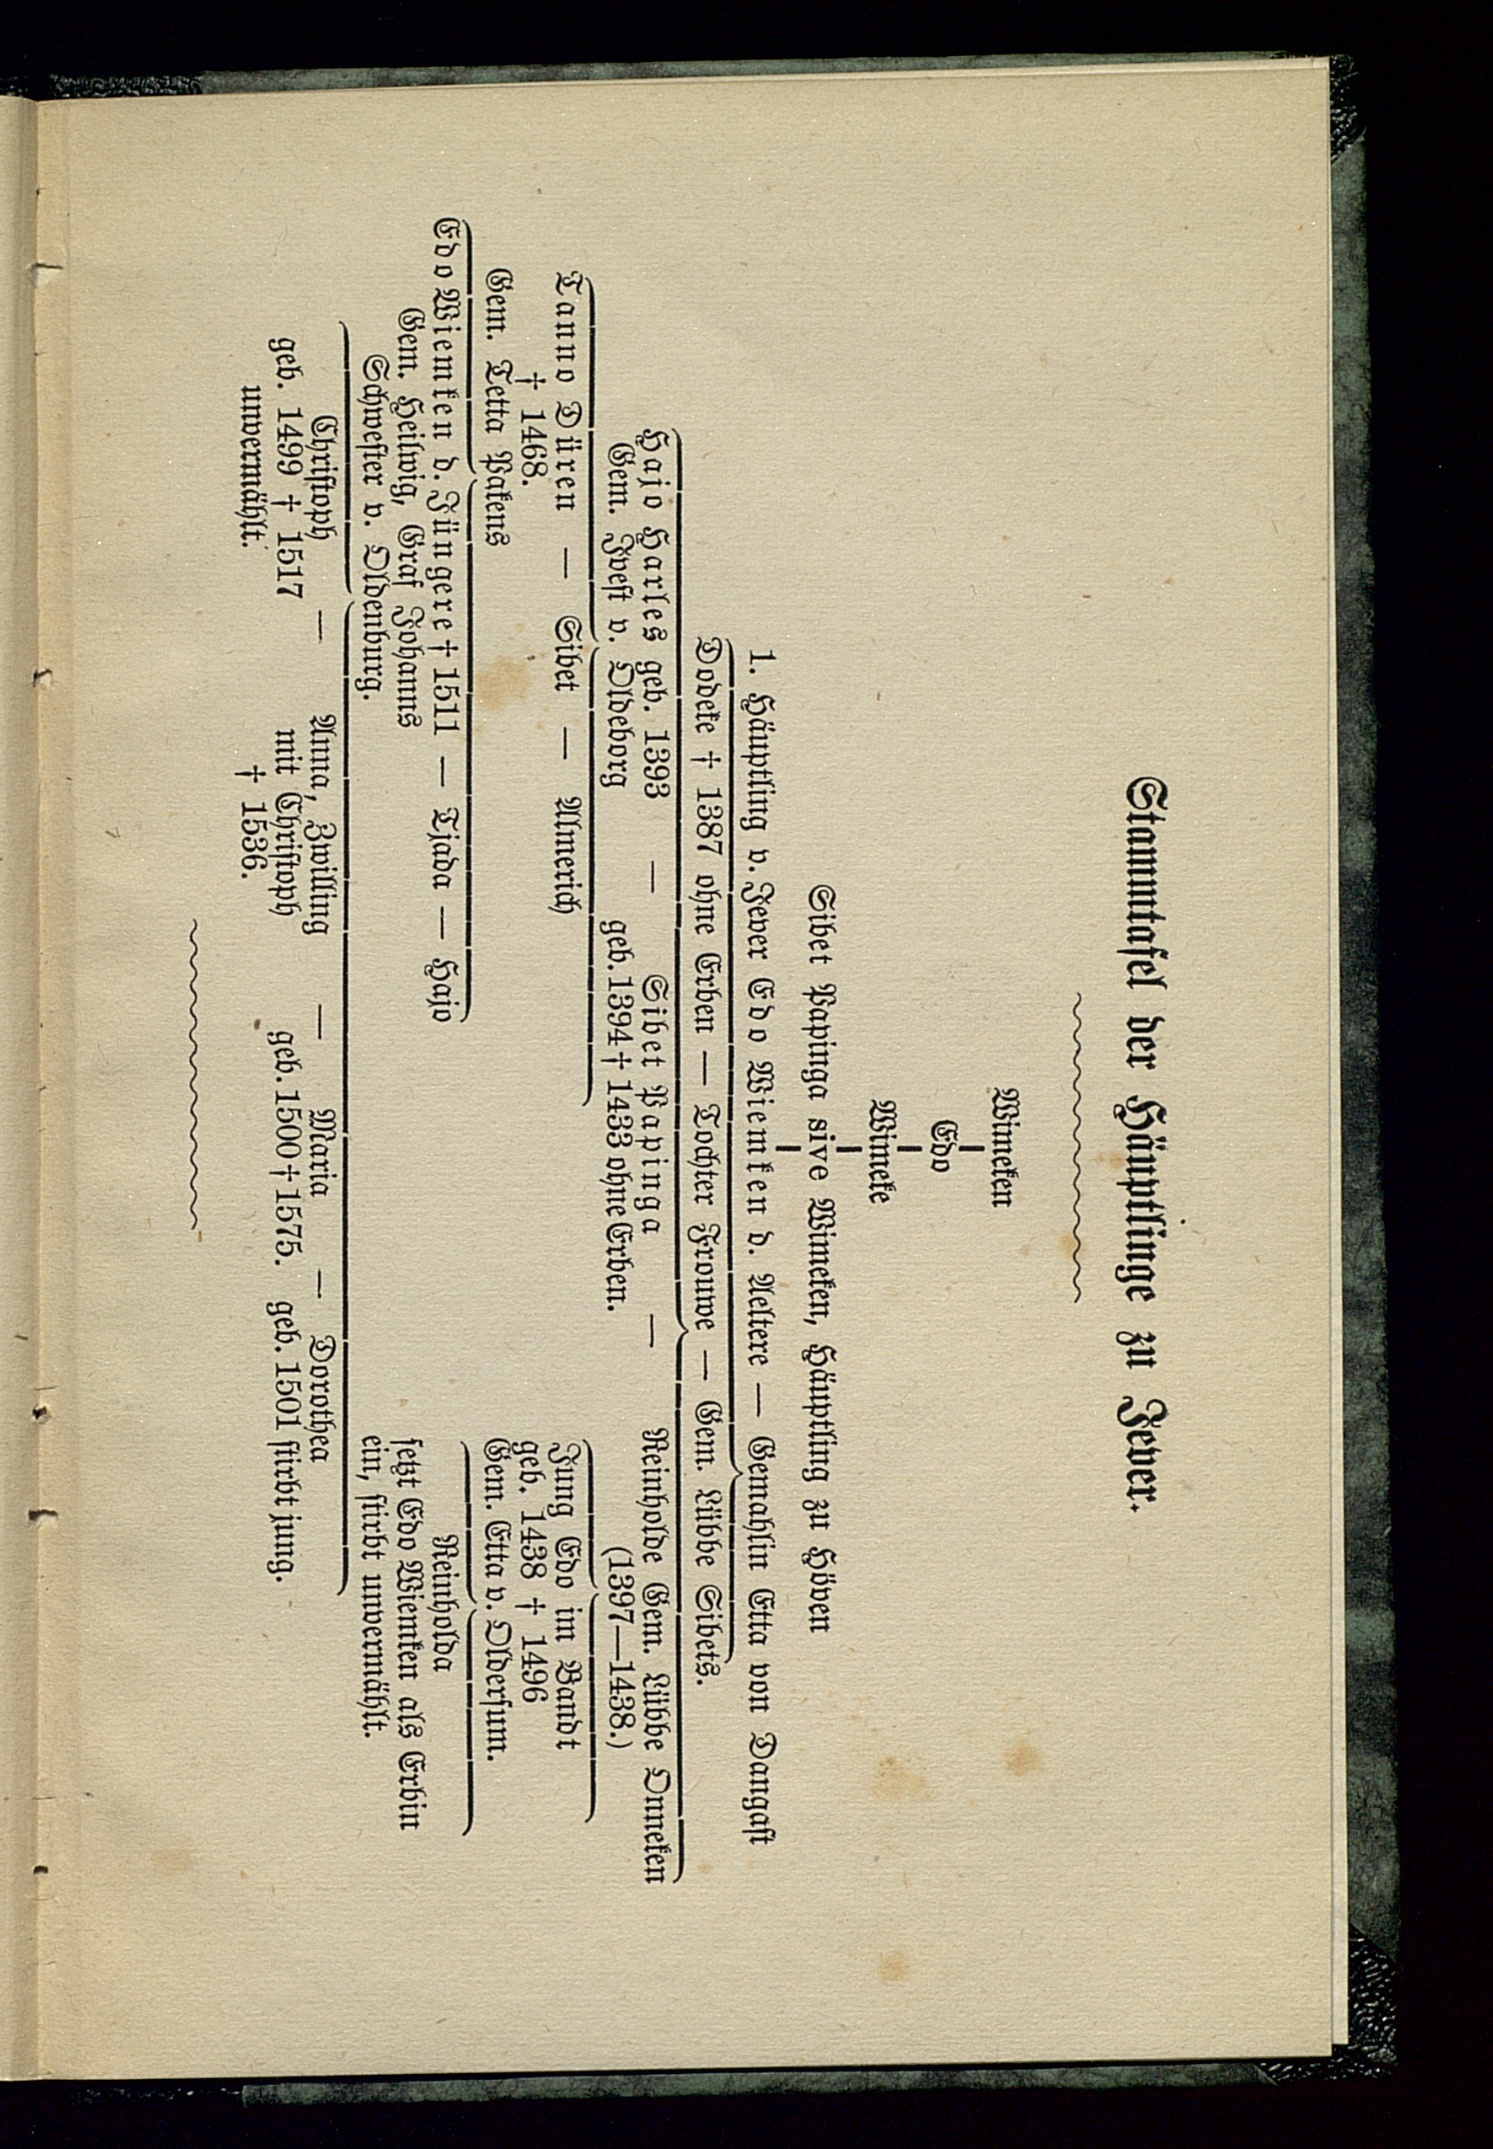 Stammtafel der Häuptlinge zu Jever.
Wimeken
Edo
Wimeke
Sibet Papinga sive Wimeken, Häuptling zu Höven
1. Häuptling v. Jever Edo Wiemken d. Aeltere — Gemahlin Etta von Dangast
Dodeke † 1387 ohne Erben — Tochter Frouwe — Gem. Lübbe Sibets.
Hajo Harles geb. 1393 — Sibet Papinga — Reinholde Gem. Lübbe Onneken
Gem. Ivest v. Oldeborg geb. 1394 † 1433 ohne Erben. (1397—1438.)
Tanno Düren — Sibet — Ulmerich Jung Edo im Bandt
† 1468. geb. 1438 † 1496
Gem. Tetta Pakens Gem. Etta v. Oldersum.
Edo Wiemken d. Jüngere † 1511 — Tjada — Hajo Reinholda
Gem. Heilwig, Graf Johanns setzt Edo Wiemken als Erbin
Schwester v. Oldenburg. ein, stirbt unvermählt.
Christoph — Anna, Zwilling — Maria — Dorothea
geb. 1499 † 1517 mit Christoph geb. 1500 † 1575. geb. 1501 stirbt jung.
unvermählt. † 1536.